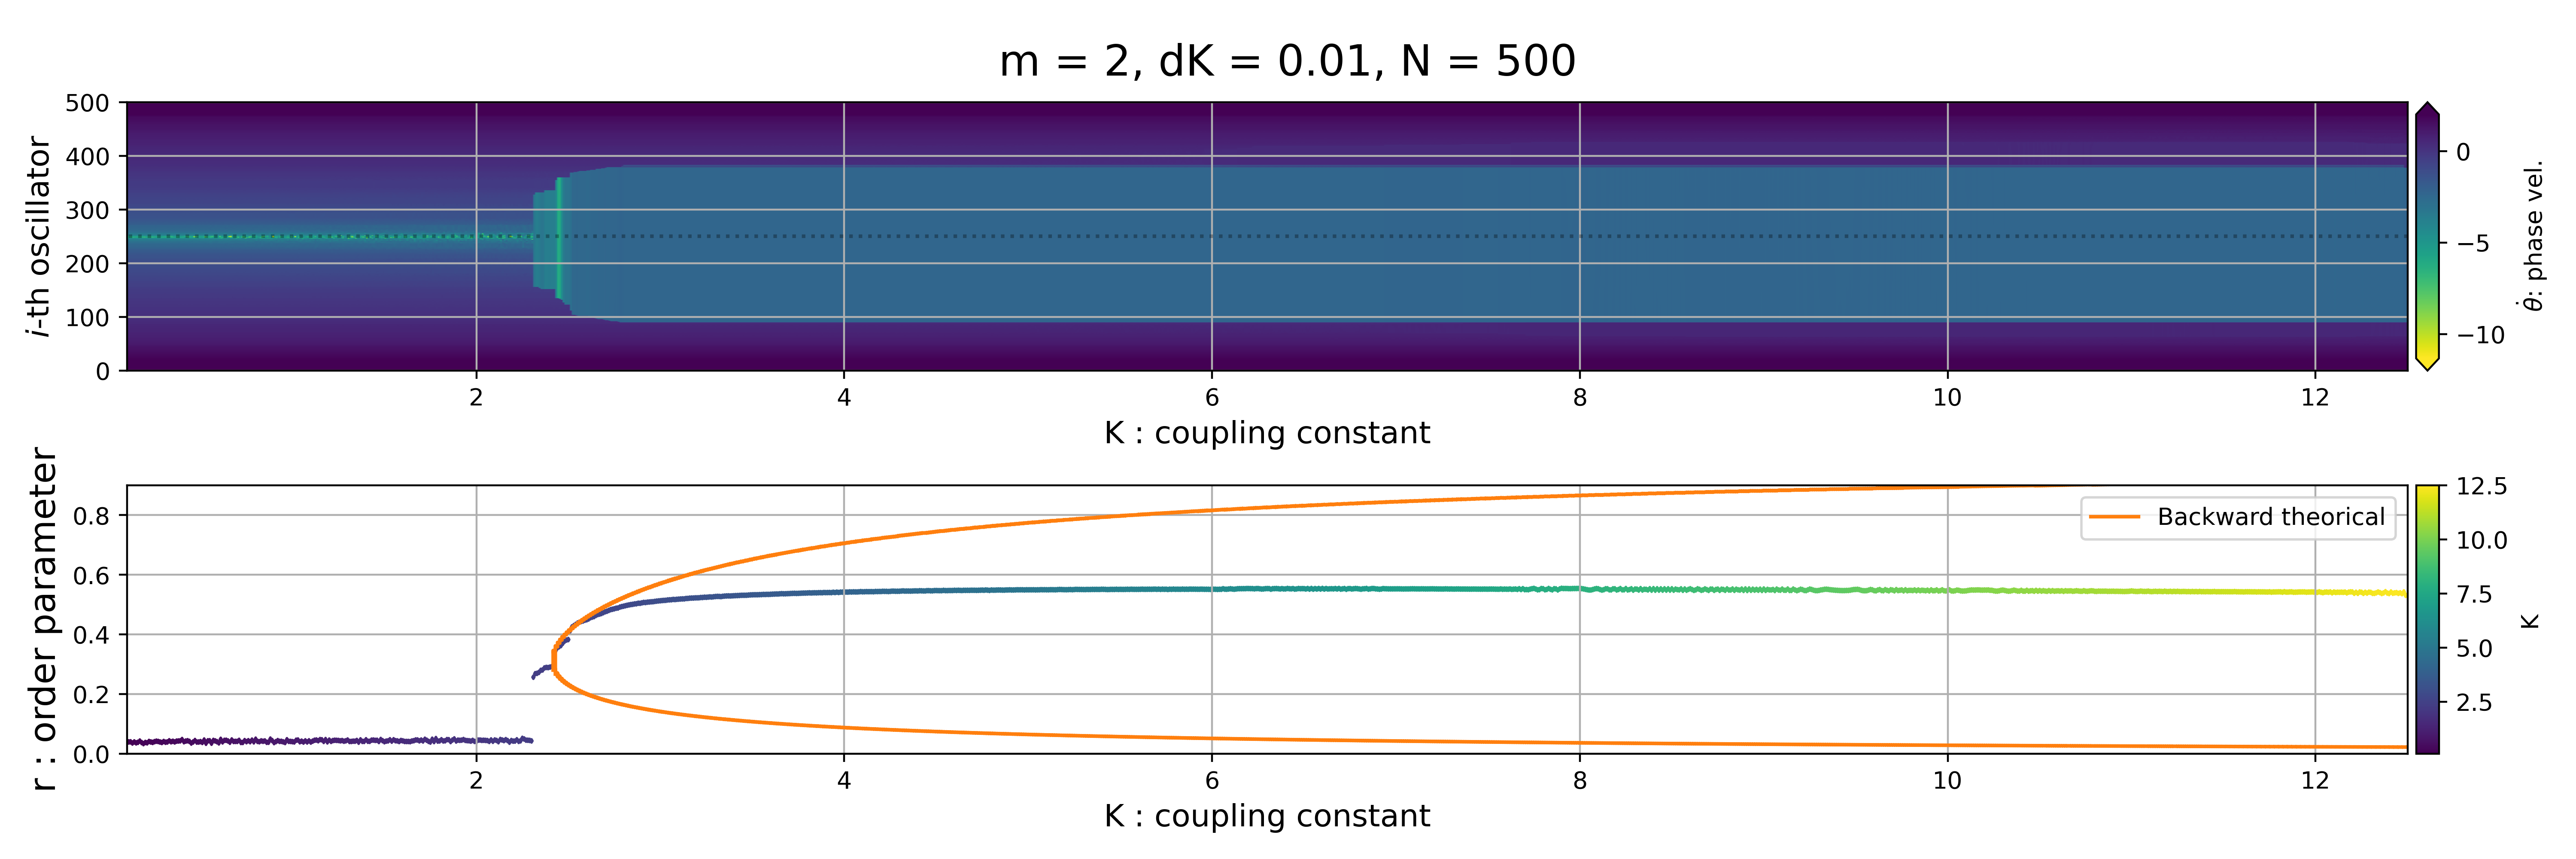 m = 2, dK = 0.01, N = 500
i-th oscillator
500
400
300
200
100
0
2 4 6 8 10 12
K : coupling constant
0
−5
−10
θ̇: phase vel.
r : order parameter
0.8
0.6
0.4
0.2
0.0
Backward theorical
2 4 6 8 10 12
K : coupling constant
12.5
10.0
7.5
5.0
2.5
K